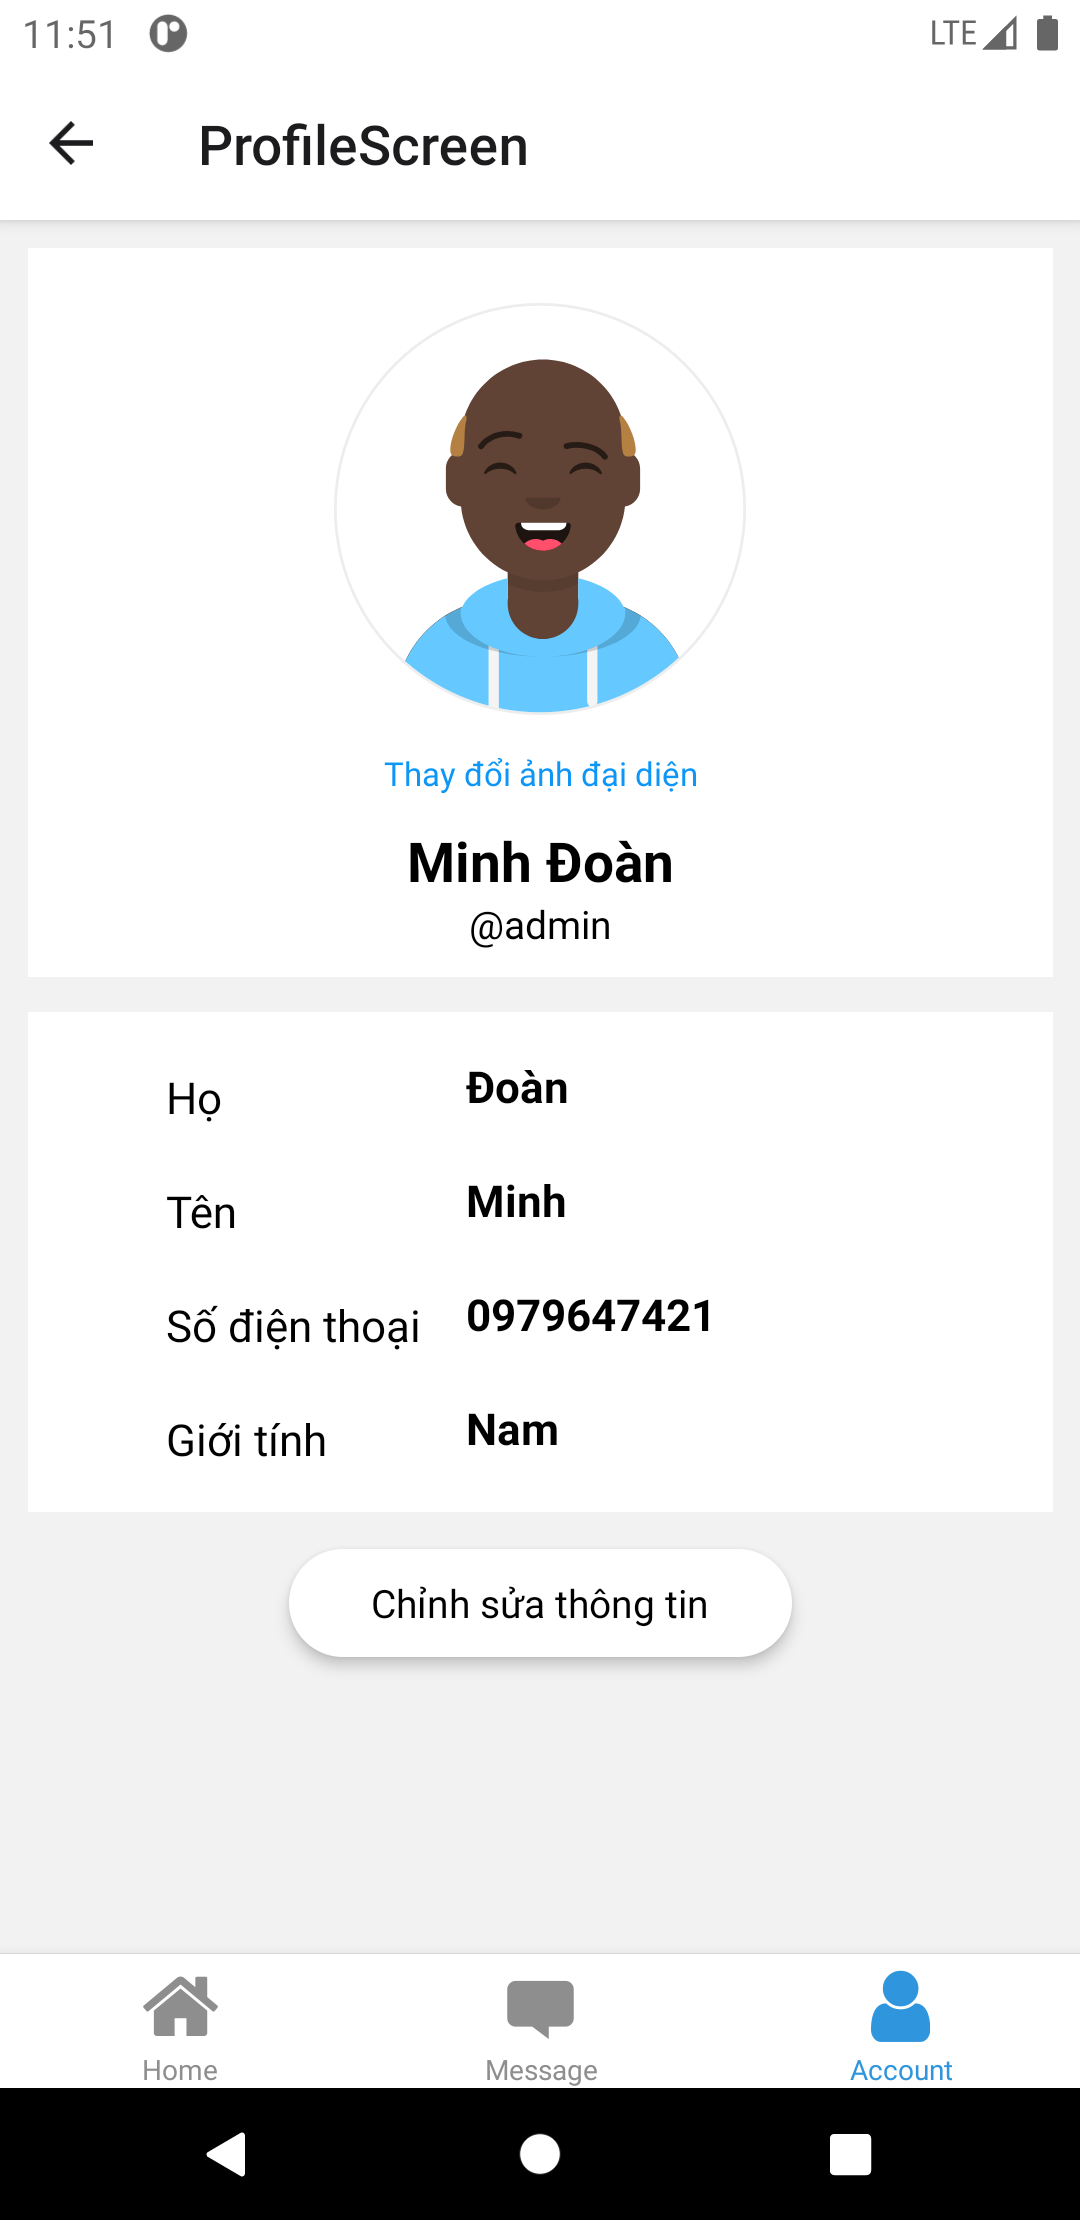 11:51
LTE
ProfileScreen
Thay đổi ảnh đại diện
Minh Đoàn
@admin
Họ Đoàn
Tên Minh
Số điện thoại 0979647421
Giới tính Nam
Chỉnh sửa thông tin
Home Message Account